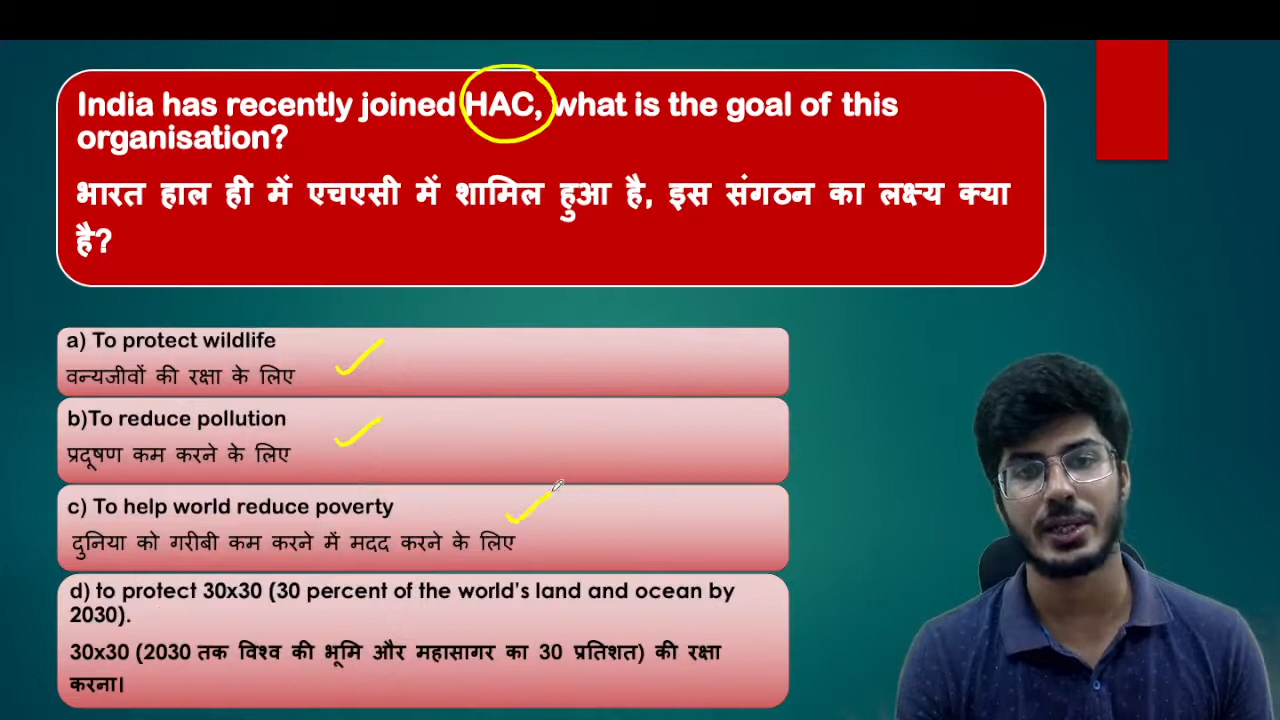 India has recently joined HAC, what is the goal of this
organisation?
भारत हाल ही में एचएसी में शामिल हुआ है, इस संगठन का लक्ष्य क्या
है?
a) To protect wildlife
वन्यजीवों की रक्षा के लिए
b)To reduce pollution
प्रदूषण कम करने के लिए
c) To help world reduce poverty
दुनिया को गरीबी कम करने में मदद करने के लिए
d) to protect 30x30 (30 percent of the world's land and ocean by
2030).
30x30 (2030 तक विश्व की भूमि और महासागर का 30 प्रतिशत) की रक्षा
करना।